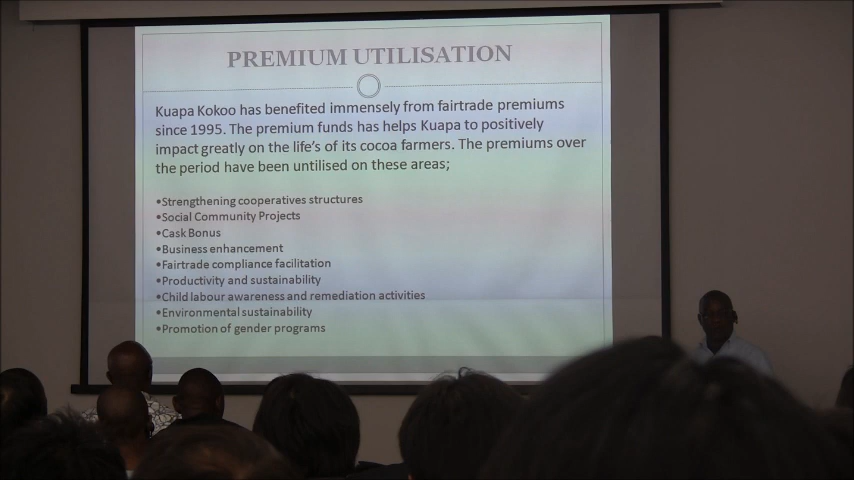 PREMIUM UTILISATION
Kuapa Kokoo has benefited immensely from fairtrade premiums
since 1995. The premium funds has helps Kuapa to positively
impact greatly on the life's of its cocoa farmers. The premiums over
the period have been untilised on these areas;
•Strengthening cooperatives structures
•Social Community Projects
•Cask Bonus
•Business enhancement
•Fairtrade compliance facilitation
•Productivity and sustainability
•Child labour awareness and remediation activities
•Environmental sustainability
•Promotion of gender programs